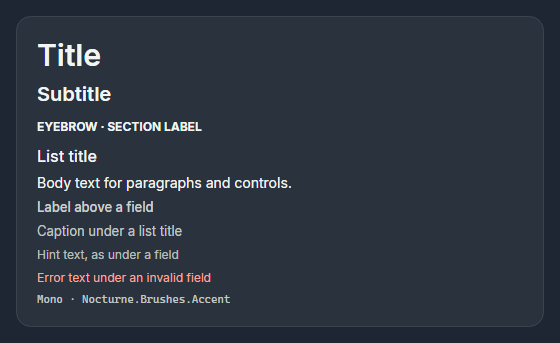 Title
Subtitle
EYEBROW · SECTION LABEL
List title
Body text for paragraphs and controls.
Label above a field
Caption under a list title
Hint text, as under a field
Error text under an invalid field
Mono · Nocturne.Brushes.Accent